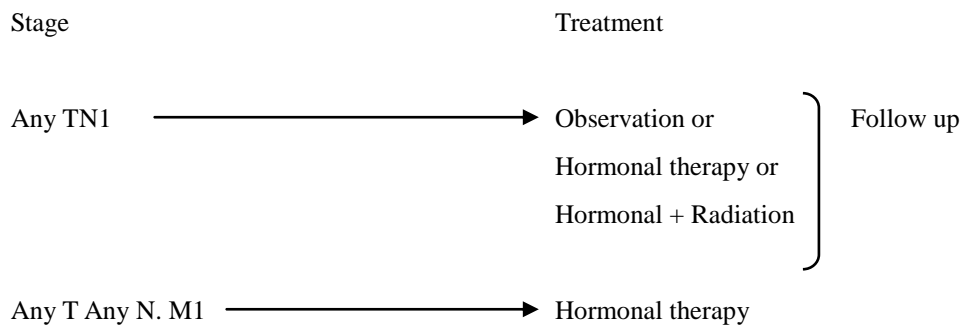 Stage Treatment
Any TN1 Observation or Follow up
Hormonal therapy or
Hormonal + Radiation
Any T Any N. M1 Hormonal therapy